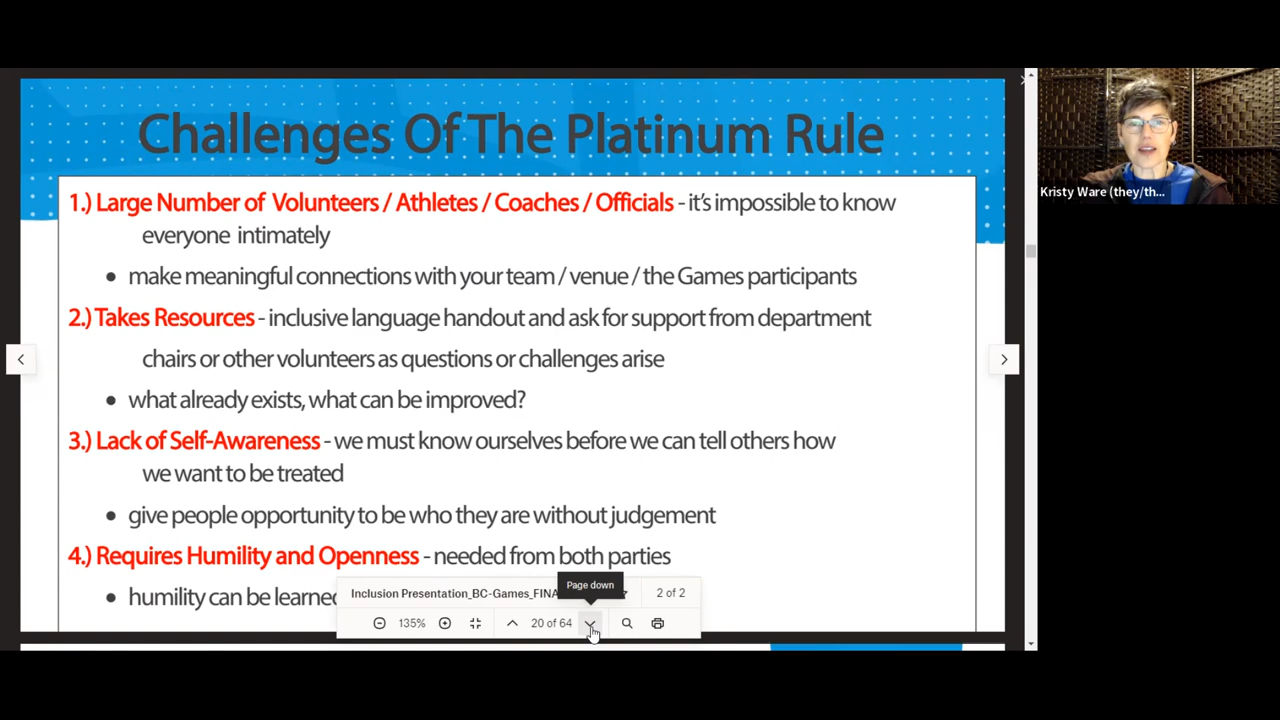 Challenges Of The Platinum Rule
1.) Large Number of Volunteers / Athletes / Coaches / Officials - it's impossible to know
everyone intimately
• make meaningful connections with your team / venue / the Games participants
2.) Takes Resources - inclusive language handout and ask for support from department
chairs or other volunteers as questions or challenges arise
• what already exists, what can be improved?
3.) Lack of Self-Awareness - we must know ourselves before we can tell others how
we want to be treated
• give people opportunity to be who they are without judgement
4.) Requires Humility and Openness - needed from both parties
• humility can be learned
Page down
Inclusion Presentation_BC-Games_FINA
2 of 2
135%
20 of 64
Kristy Ware (they/th...